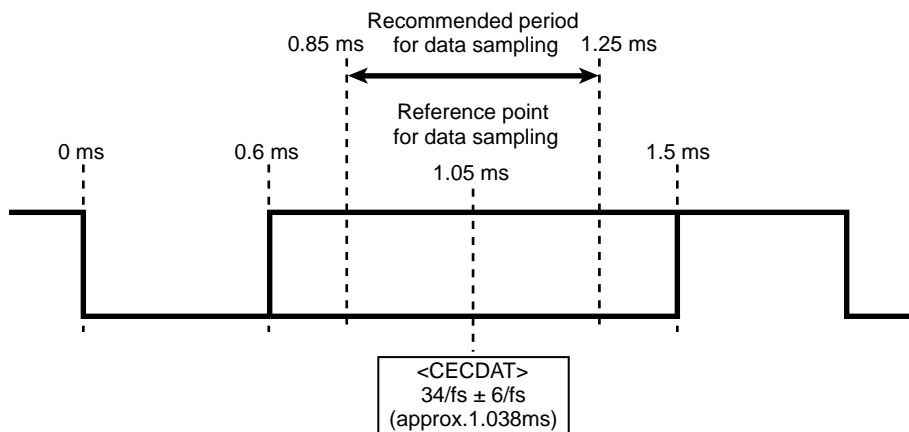 Recommended period
for data sampling
0.85 ms
1.25 ms
Reference point
for data sampling
0 ms
0.6 ms
1.05 ms
1.5 ms
<CECDAT>
34/fs ± 6/fs
(approx.1.038ms)